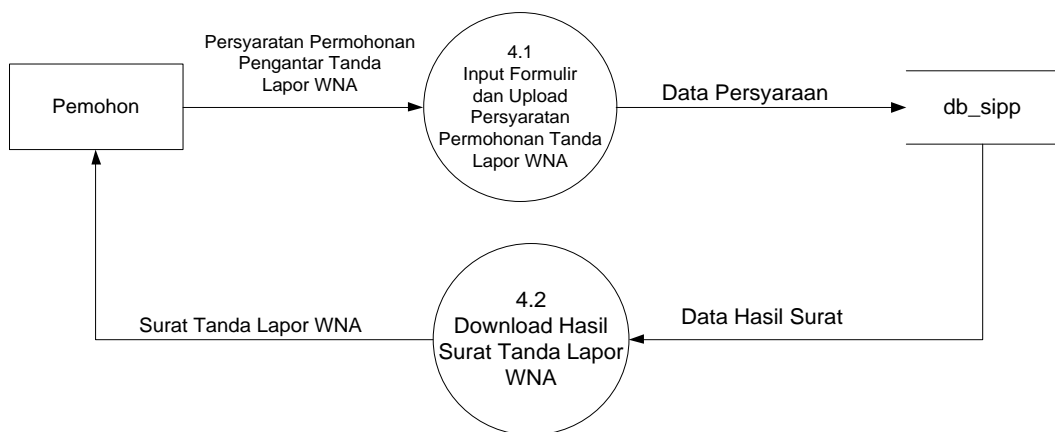 Persyaratan Permohonan
Pengantar Tanda
Lapor WNA
Pemohon
4.1
Input Formulir
dan Upload
Persyaratan
Permohonan Tanda
Lapor WNA
Data Persyaraan
db_sipp
Surat Tanda Lapor WNA
4.2
Download Hasil
Surat Tanda Lapor
WNA
Data Hasil Surat